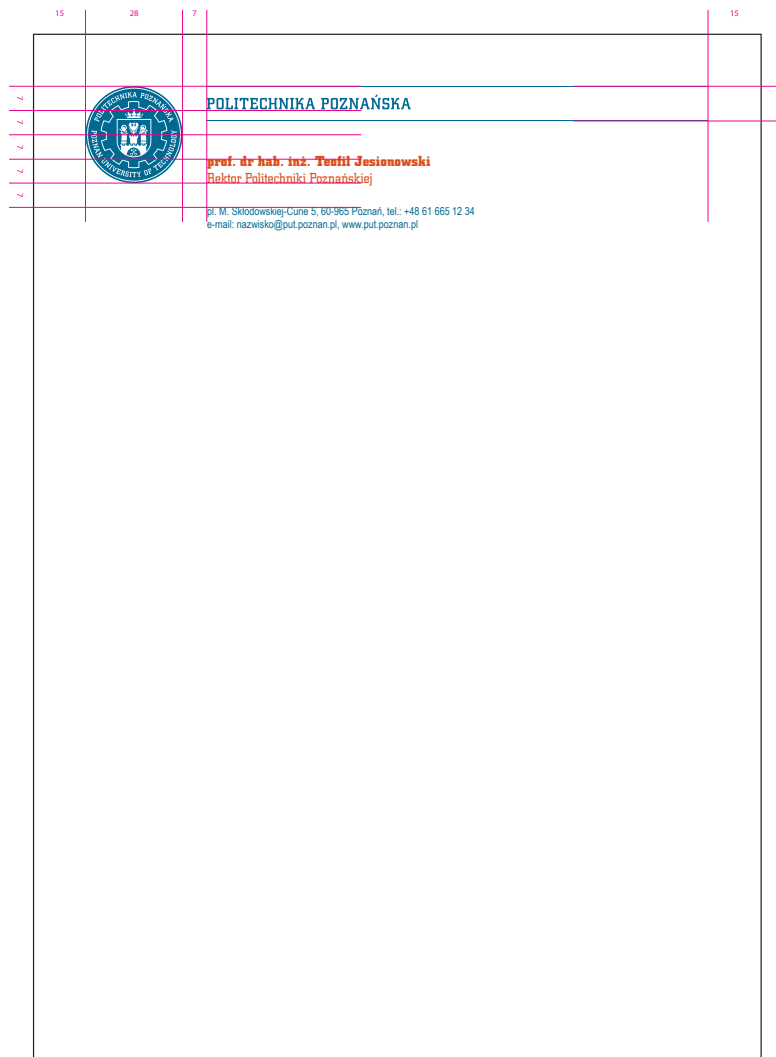 15 28 7 15
7
7
7
7
7
POLITECHNIKA POZNAŃSKA
POZNAN UNIVERSITY OF TECHNOLOGY
POLITECHNIKA POZNAŃSKA
prof. dr hab. inż. Teofil Jesionowski
Rektor Politechniki Poznańskiej
pl. M. Skłodowskiej-Curie 5, 60-965 Poznań, tel.: +48 61 665 12 34
e-mail: nazwisko@put.poznan.pl, www.put.poznan.pl